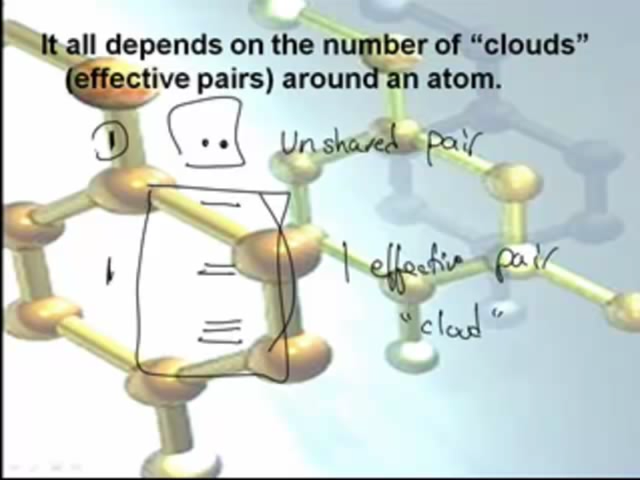 It all depends on the number of “clouds”
(effective pairs) around an atom.
1 •• Unshared pair
1 1 effective pair
“cloud”